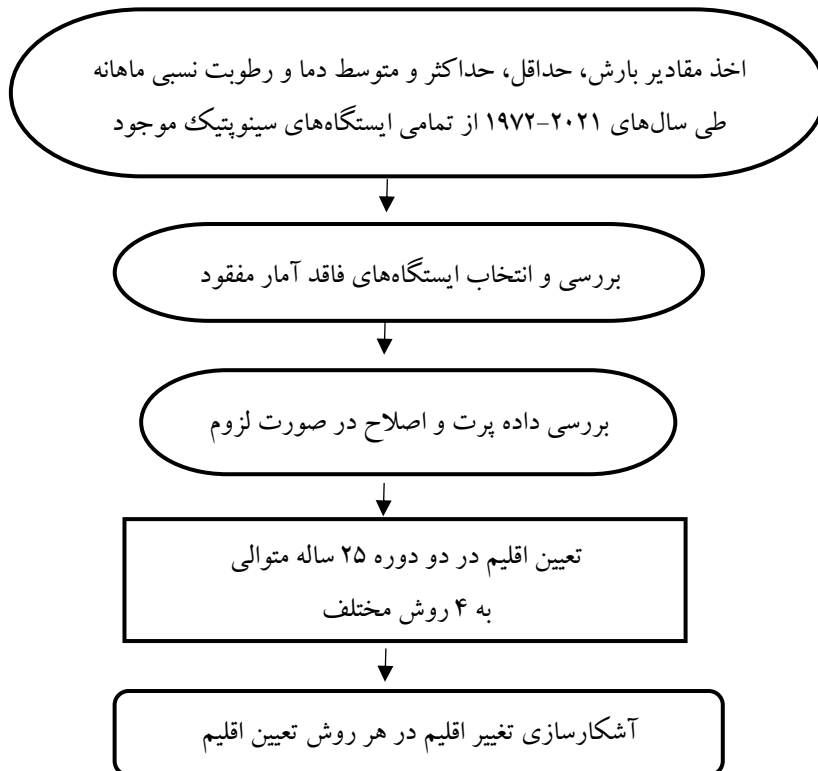 اخذ مقادیر بارش، حداقل، حداکثر و متوسط دما و رطوبت نسبی ماهانه
طی سال‌های ۲۰۲۱-۱۹۷۲ از تمامی ایستگاه‌های سینوپتیک موجود
بررسی و انتخاب ایستگاه‌های فاقد آمار مفقود
بررسی داده پرت و اصلاح در صورت لزوم
تعیین اقلیم در دو دوره ۲۵ ساله متوالی
به ۴ روش مختلف
آشکارسازی تغییر اقلیم در هر روش تعیین اقلیم